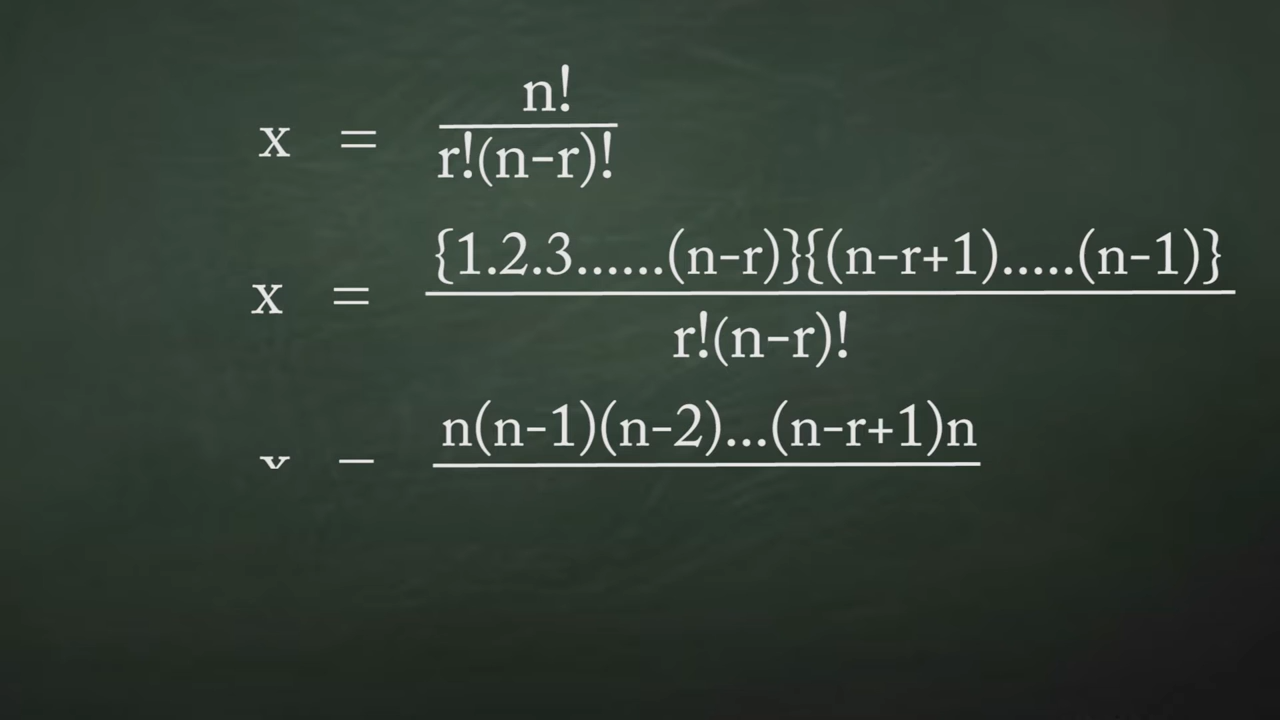 x = n!
r!(n-r)!
x = {1.2.3......(n-r)}{(n-r+1).....(n-1)}
r!(n-r)!
n(n-1)(n-2)...(n-r+1)n